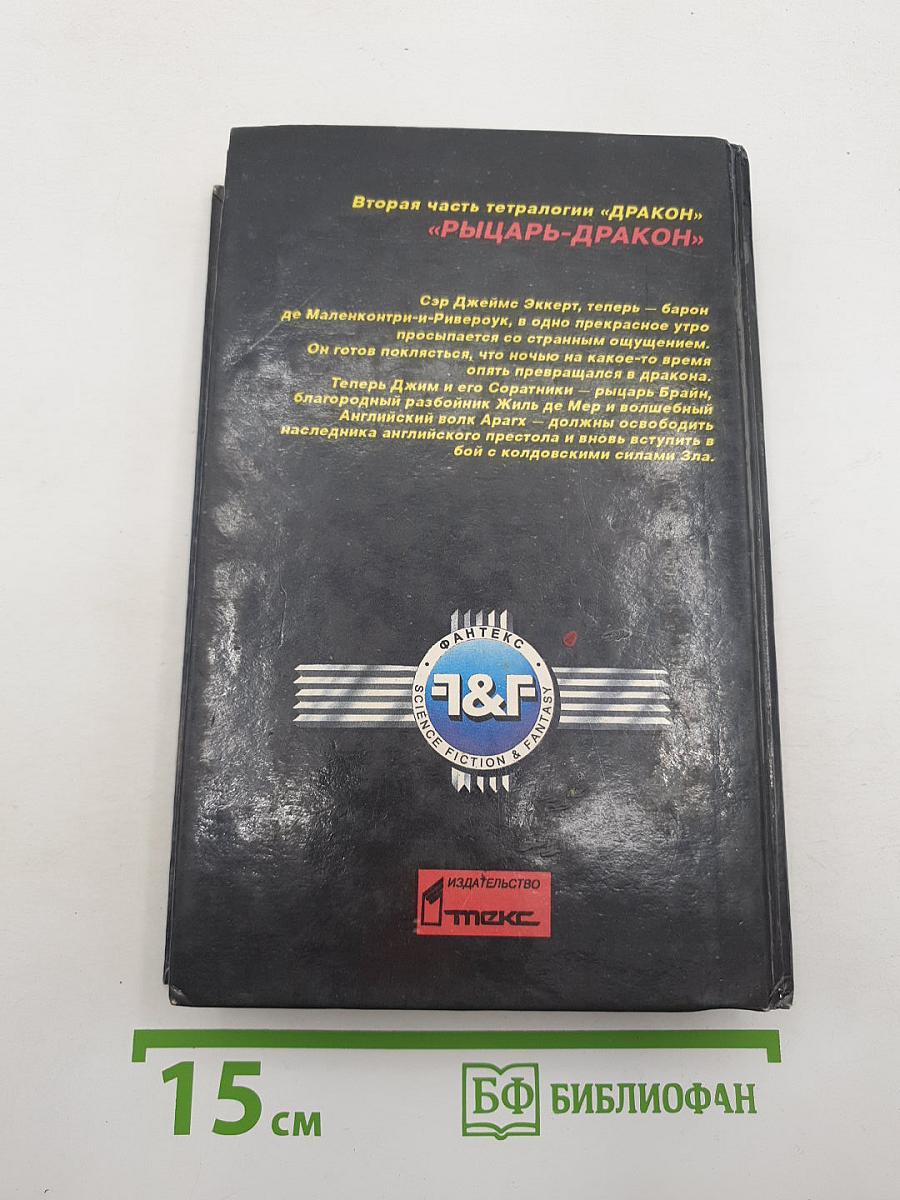 Вторая часть тетралогии «ДРАКОН»
«РЫЦАРЬ-ДРАКОН»
Сэр Джеймс Эккерт, теперь — барон
де Маленконтри-и-Ривероук, в одно прекрасное утро
просыпается со странным ощущением.
Он готов поклясться, что ночью на какое-то время
опять превращался в дракона.
Теперь Джим и его Соратники — рыцарь Брайн,
благородный разбойник Жиль де Мер и волшебный
Английский волк Арагх — должны освободить
наследника английского престола и вновь вступить в
бой с колдовскими силами Зла.
ФАНТЕКС
F&F
SCIENCE FICTION & FANTASY
ИЗДАТЕЛЬСТВО
текс
15 см
БФ БИБЛИОФАН